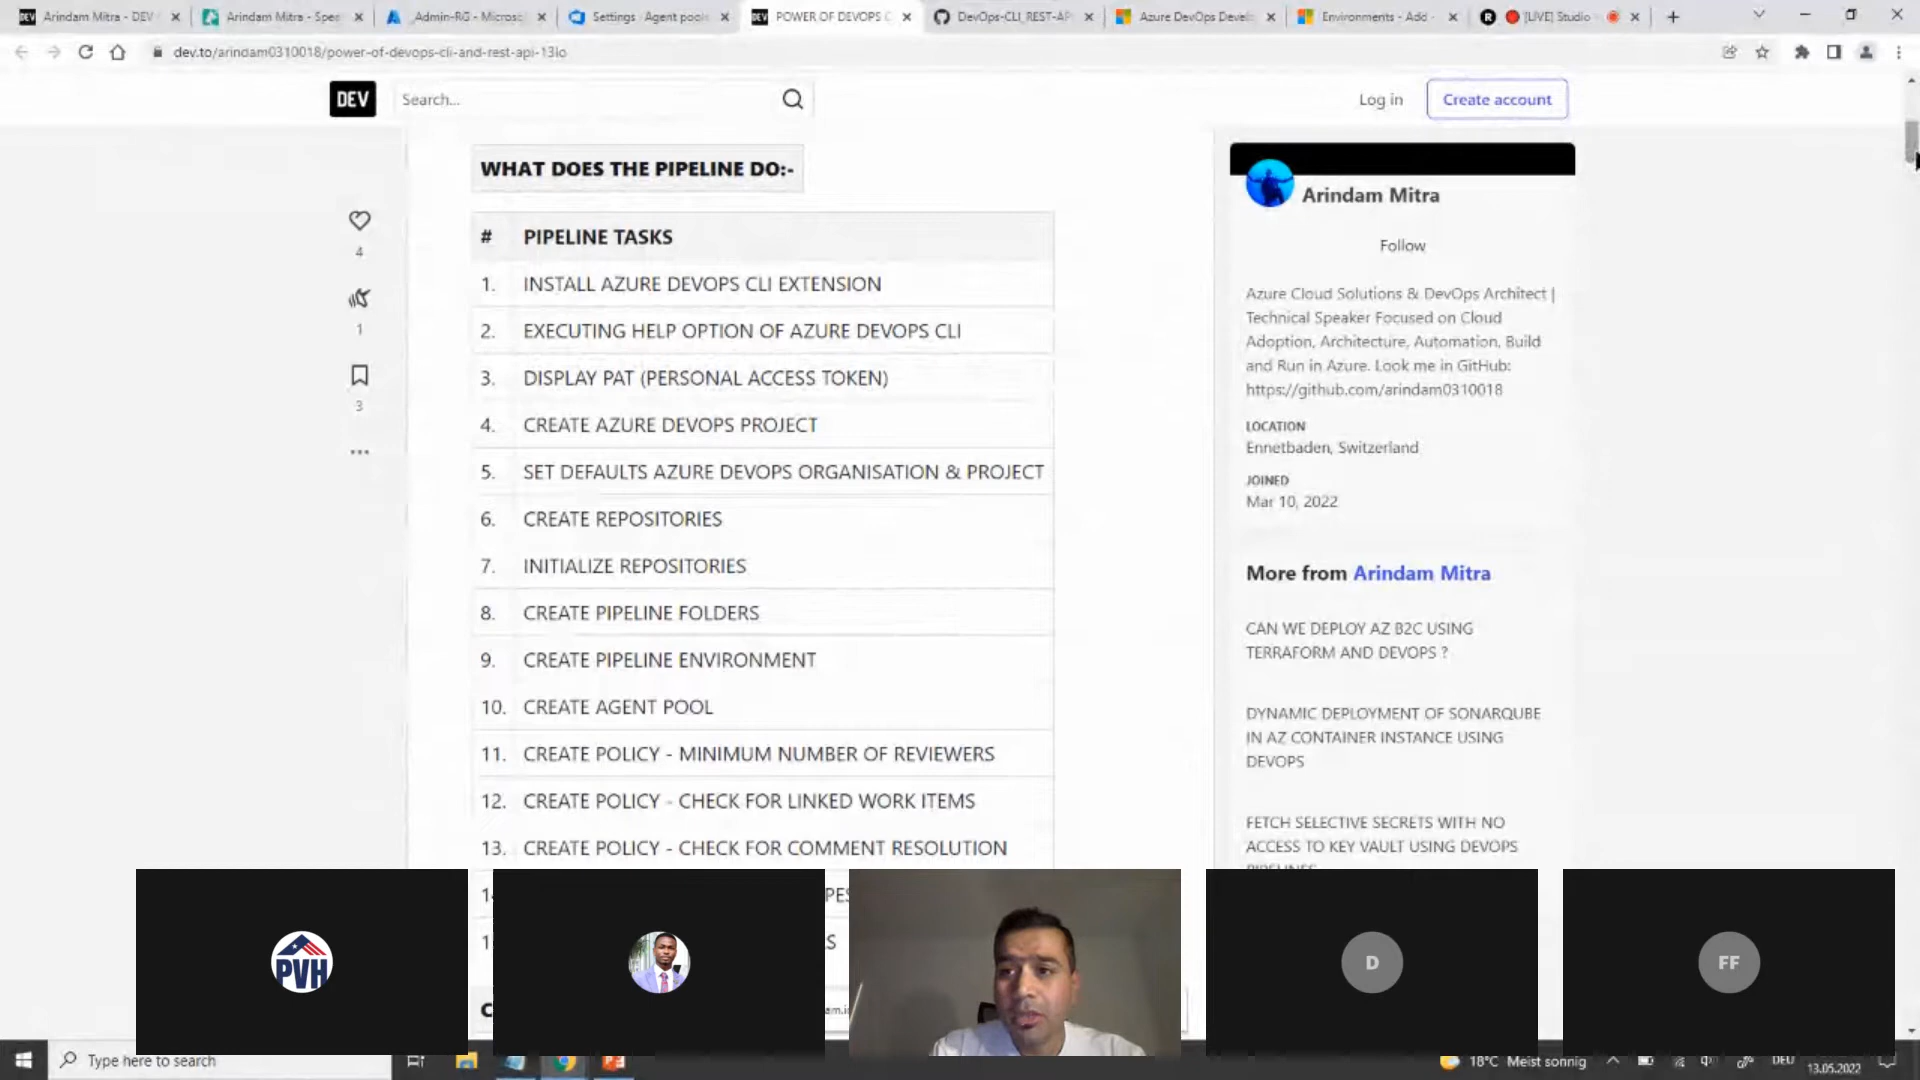 Arindam Mitra - DEV
Arindam Mitra - Spea
_Admin-RG - Microso
Settings · Agent pools
POWER OF DEVOPS C
DevOps-CLI_REST-AP
Azure DevOps Devel
Environments - Add
[LIVE] Studio
dev.to/arindam0310018/power-of-devops-cli-and-rest-api-13lo
DEV
Search...
Log in
Create account
WHAT DOES THE PIPELINE DO:-
# PIPELINE TASKS
1. INSTALL AZURE DEVOPS CLI EXTENSION
2. EXECUTING HELP OPTION OF AZURE DEVOPS CLI
3. DISPLAY PAT (PERSONAL ACCESS TOKEN)
4. CREATE AZURE DEVOPS PROJECT
5. SET DEFAULTS AZURE DEVOPS ORGANISATION & PROJECT
6. CREATE REPOSITORIES
7. INITIALIZE REPOSITORIES
8. CREATE PIPELINE FOLDERS
9. CREATE PIPELINE ENVIRONMENT
10. CREATE AGENT POOL
11. CREATE POLICY - MINIMUM NUMBER OF REVIEWERS
12. CREATE POLICY - CHECK FOR LINKED WORK ITEMS
13. CREATE POLICY - CHECK FOR COMMENT RESOLUTION
4
1
3
Arindam Mitra
Follow
Azure Cloud Solutions & DevOps Architect |
Technical Speaker Focused on Cloud
Adoption, Architecture, Automation, Build
and Run in Azure. Look me in GitHub:
https://github.com/arindam0310018
LOCATION
Ennetbaden, Switzerland
JOINED
Mar 10, 2022
More from Arindam Mitra
CAN WE DEPLOY AZ B2C USING
TERRAFORM AND DEVOPS ?
DYNAMIC DEPLOYMENT OF SONARQUBE
IN AZ CONTAINER INSTANCE USING
DEVOPS
FETCH SELECTIVE SECRETS WITH NO
ACCESS TO KEY VAULT USING DEVOPS
PVH
D
FF
Type here to search
18°C Meist sonnig
DEU
13.05.2022